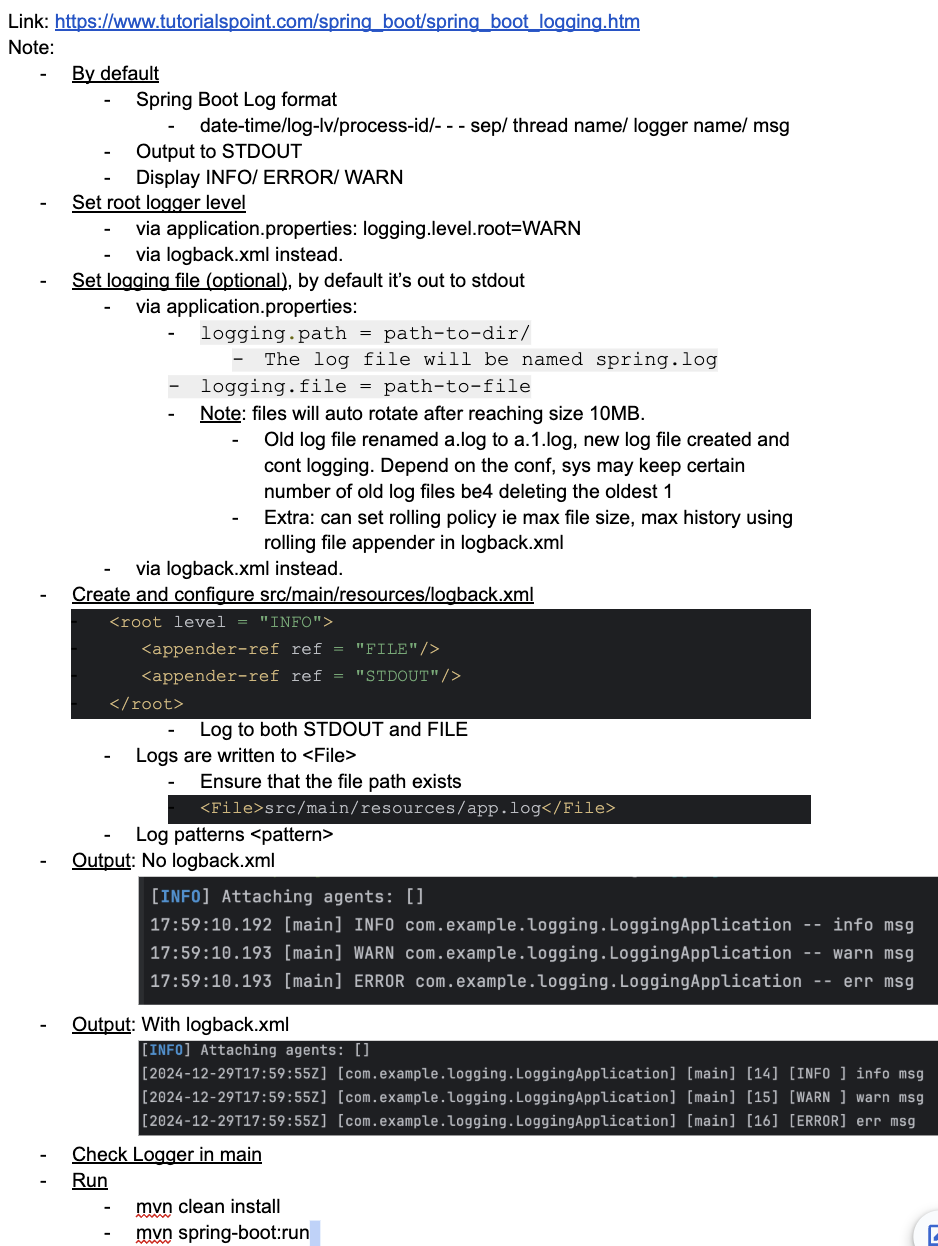 Link: https://www.tutorialspoint.com/spring_boot/spring_boot_logging.htm
Note:
- By default
- Spring Boot Log format
- date-time/log-lv/process-id/- - - sep/ thread name/ logger name/ msg
- Output to STDOUT
- Display INFO/ ERROR/ WARN
- Set root logger level
- via application.properties: logging.level.root=WARN
- via logback.xml instead.
- Set logging file (optional), by default it’s out to stdout
- via application.properties:
- logging.path = path-to-dir/
- The log file will be named spring.log
- logging.file = path-to-file
- Note: files will auto rotate after reaching size 10MB.
- Old log file renamed a.log to a.1.log, new log file created and
cont logging. Depend on the conf, sys may keep certain
number of old log files be4 deleting the oldest 1
- Extra: can set rolling policy ie max file size, max history using
rolling file appender in logback.xml
- via logback.xml instead.
- Create and configure src/main/resources/logback.xml
- <root level = "INFO">
- <appender-ref ref = "FILE"/>
- <appender-ref ref = "STDOUT"/>
- </root>
- Log to both STDOUT and FILE
- Logs are written to <File>
- Ensure that the file path exists
- <File>src/main/resources/app.log</File>
- Log patterns <pattern>
- Output: No logback.xml
[INFO] Attaching agents: []
17:59:10.192 [main] INFO com.example.logging.LoggingApplication -- info msg
17:59:10.193 [main] WARN com.example.logging.LoggingApplication -- warn msg
17:59:10.193 [main] ERROR com.example.logging.LoggingApplication -- err msg
- Output: With logback.xml
[INFO] Attaching agents: []
[2024-12-29T17:59:55Z] [com.example.logging.LoggingApplication] [main] [14] [INFO ] info msg
[2024-12-29T17:59:55Z] [com.example.logging.LoggingApplication] [main] [15] [WARN ] warn msg
[2024-12-29T17:59:55Z] [com.example.logging.LoggingApplication] [main] [16] [ERROR] err msg
- Check Logger in main
- Run
- mvn clean install
- mvn spring-boot:run